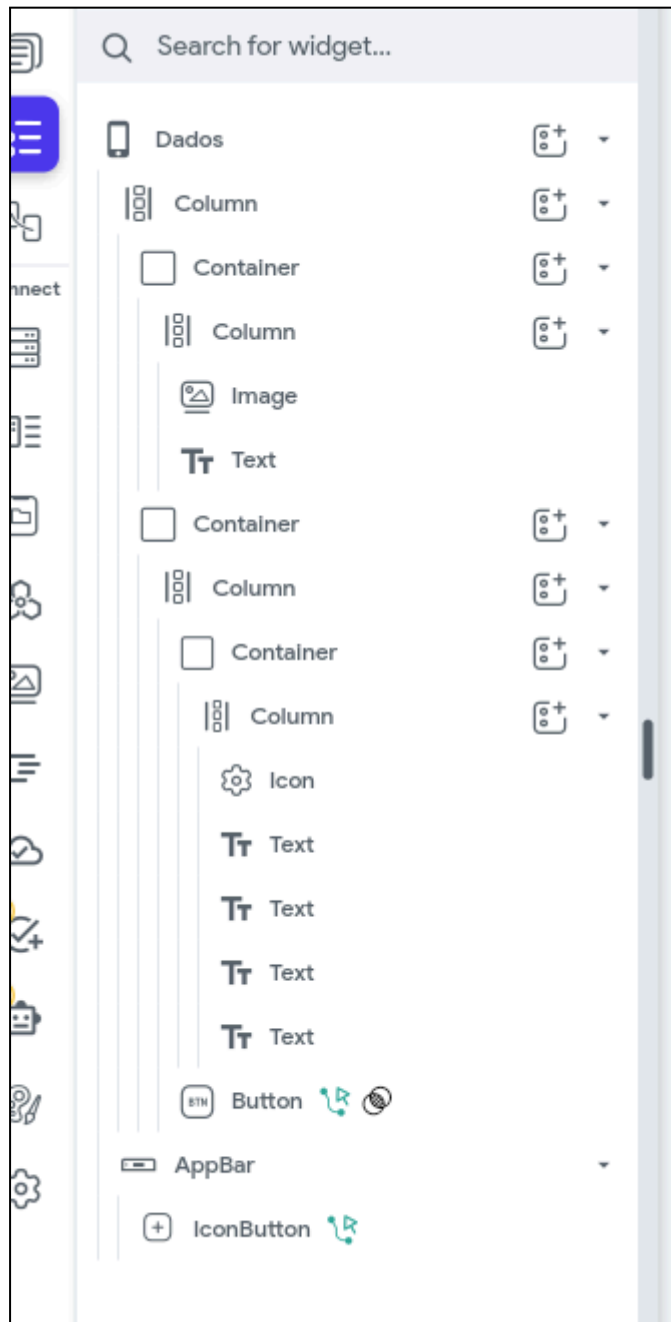 Search for widget...
Dados
Column
nnect
Container
Column
Image
Text
Container
Column
Container
Column
Icon
Text
Text
Text
Text
BTN Button
AppBar
IconButton